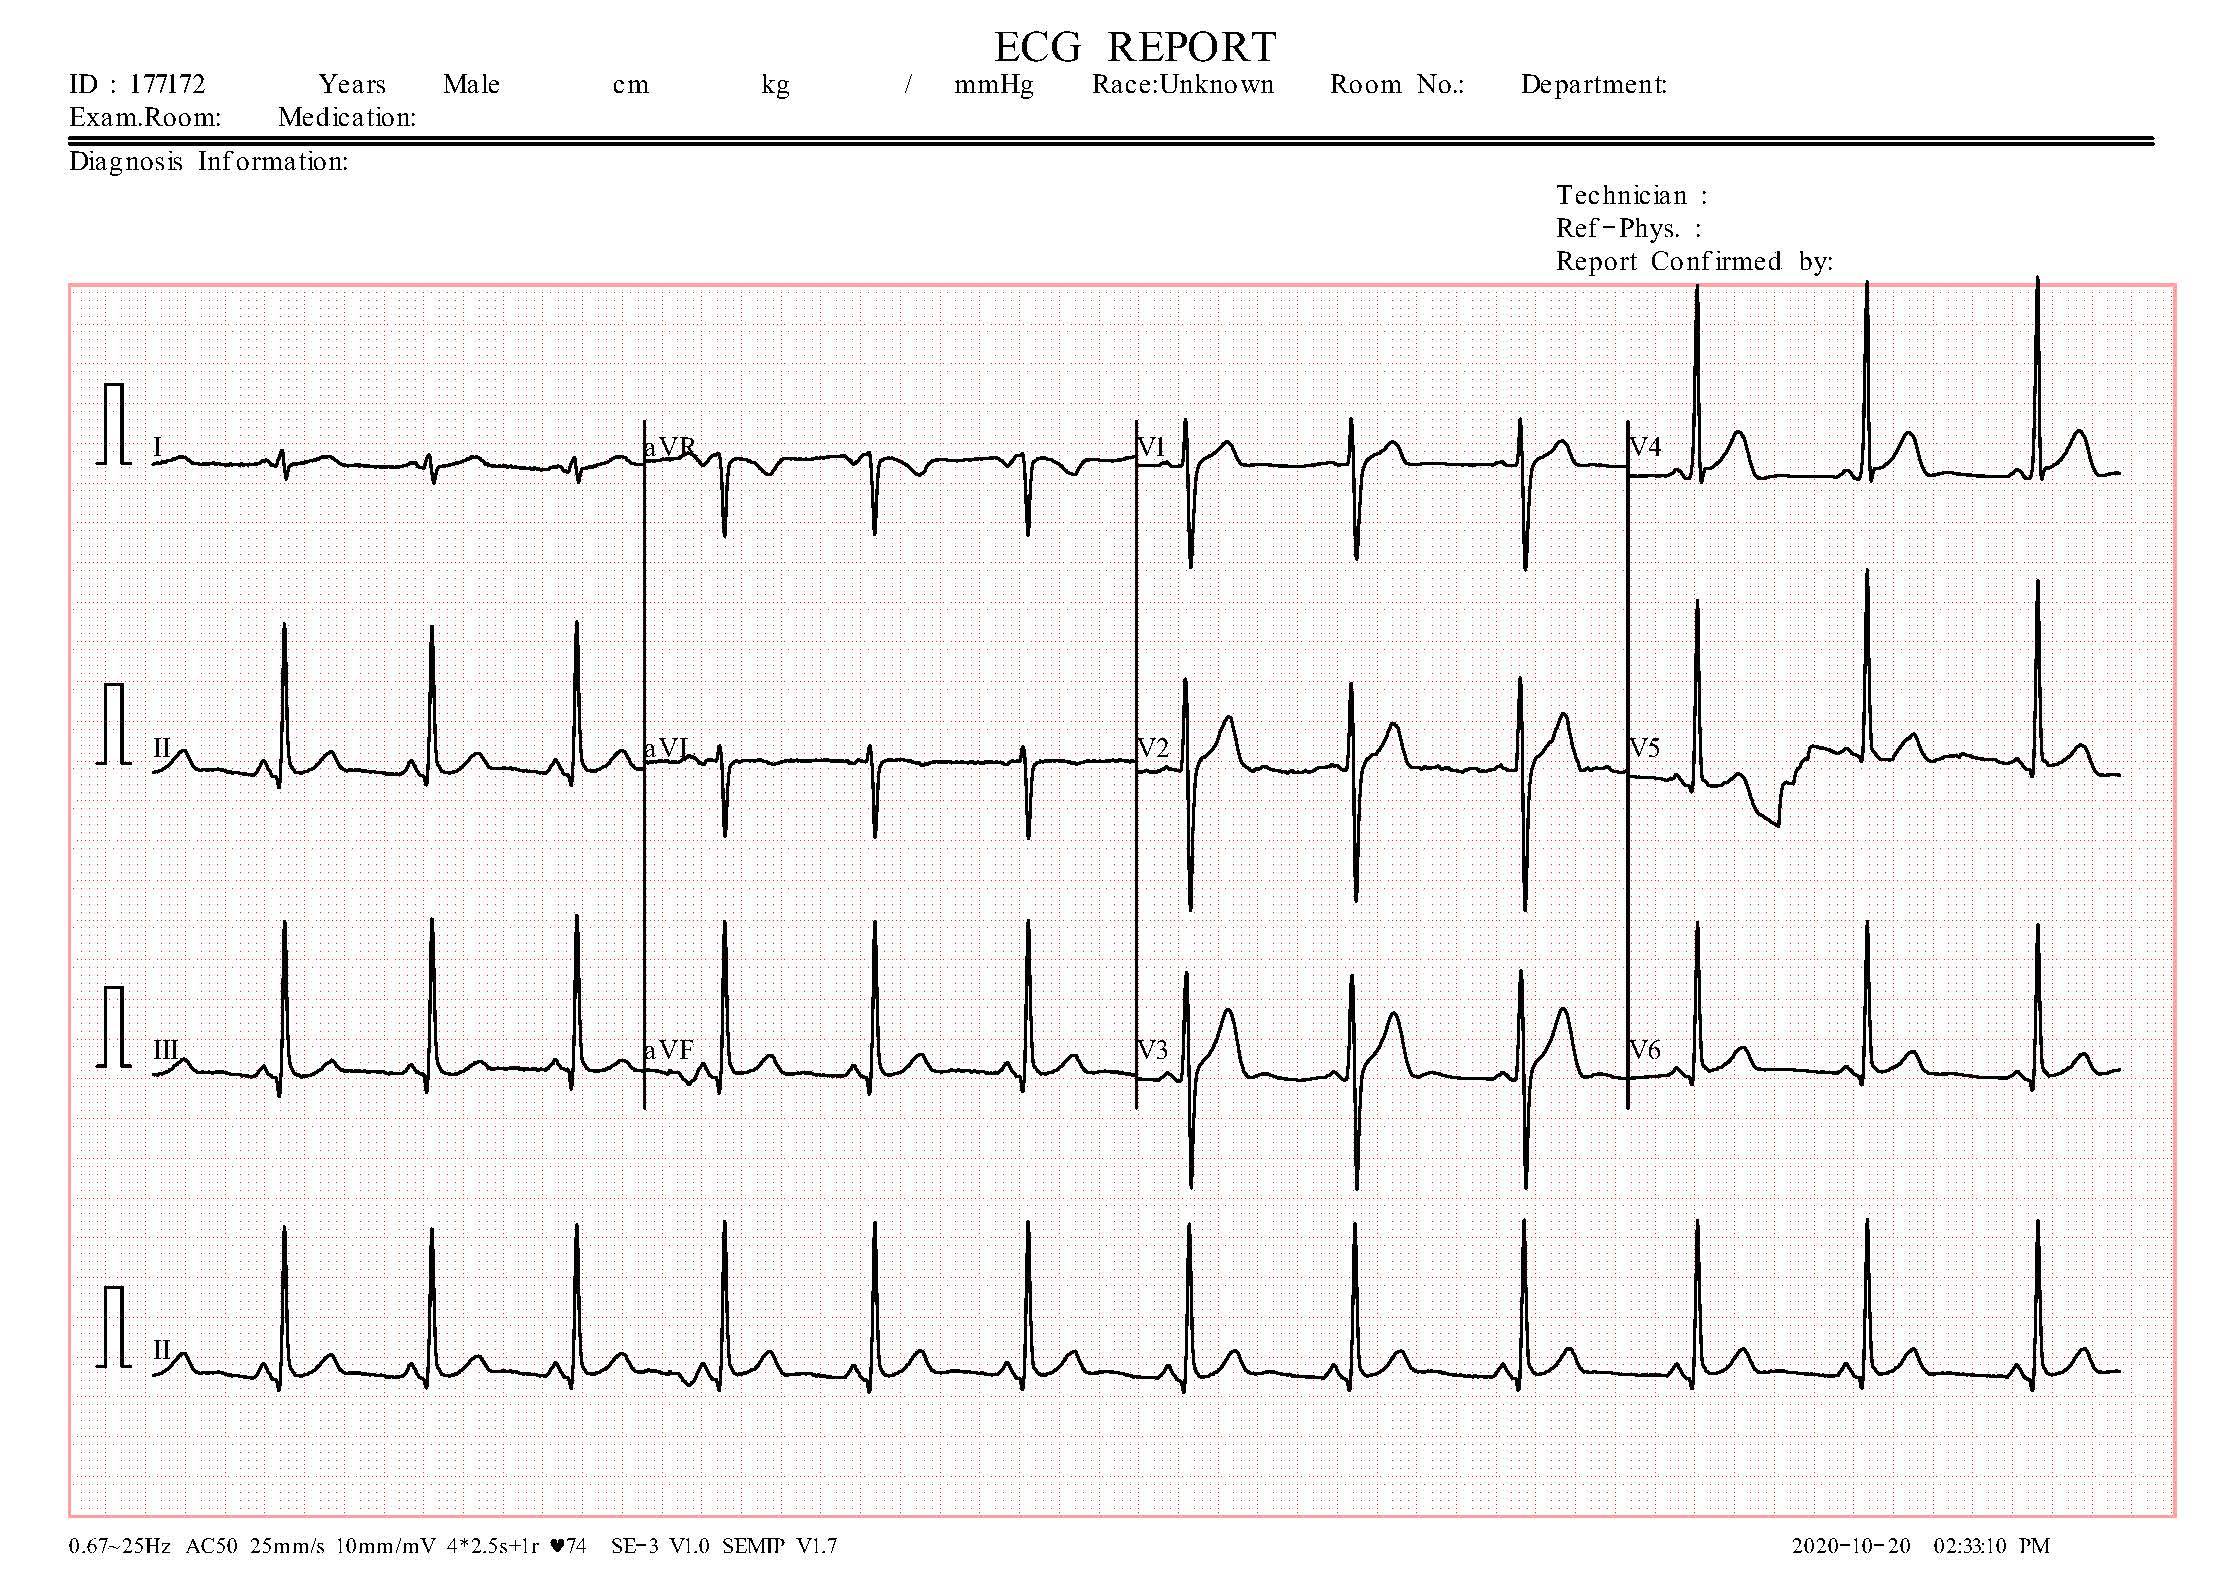 ECG REPORT
ID : 177172 Years Male cm kg / mmHg Race:Unknown Room No.: Department:
Exam.Room: Medication:
Diagnosis Information:
Technician :
Ref-Phys. :
Report Confirmed by:
I aVR V1 V4
II aVL V2 V5
III aVF V3 V6
II
0.67~25Hz AC50 25mm/s 10mm/mV 4*2.5s+1r ♥74 SE-3 V1.0 SEMIP V1.7 2020-10-20 02:33:10 PM